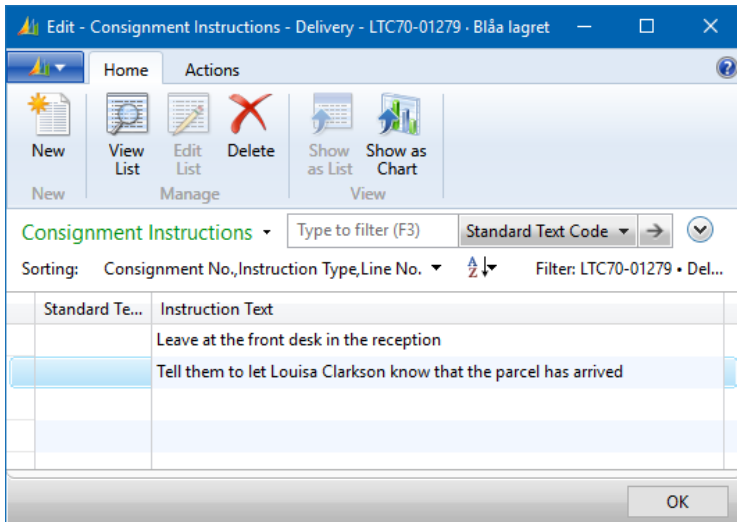 Edit - Consignment Instructions - Delivery - LTC70-01279 · Blåa lagret
Home Actions
New View List Edit List Delete Show as List Show as Chart
New Manage View
Consignment Instructions Type to filter (F3) Standard Text Code
Sorting: Consignment No.,Instruction Type,Line No. Filter: LTC70-01279 • Del...
Standard Te... Instruction Text
Leave at the front desk in the reception
Tell them to let Louisa Clarkson know that the parcel has arrived
OK